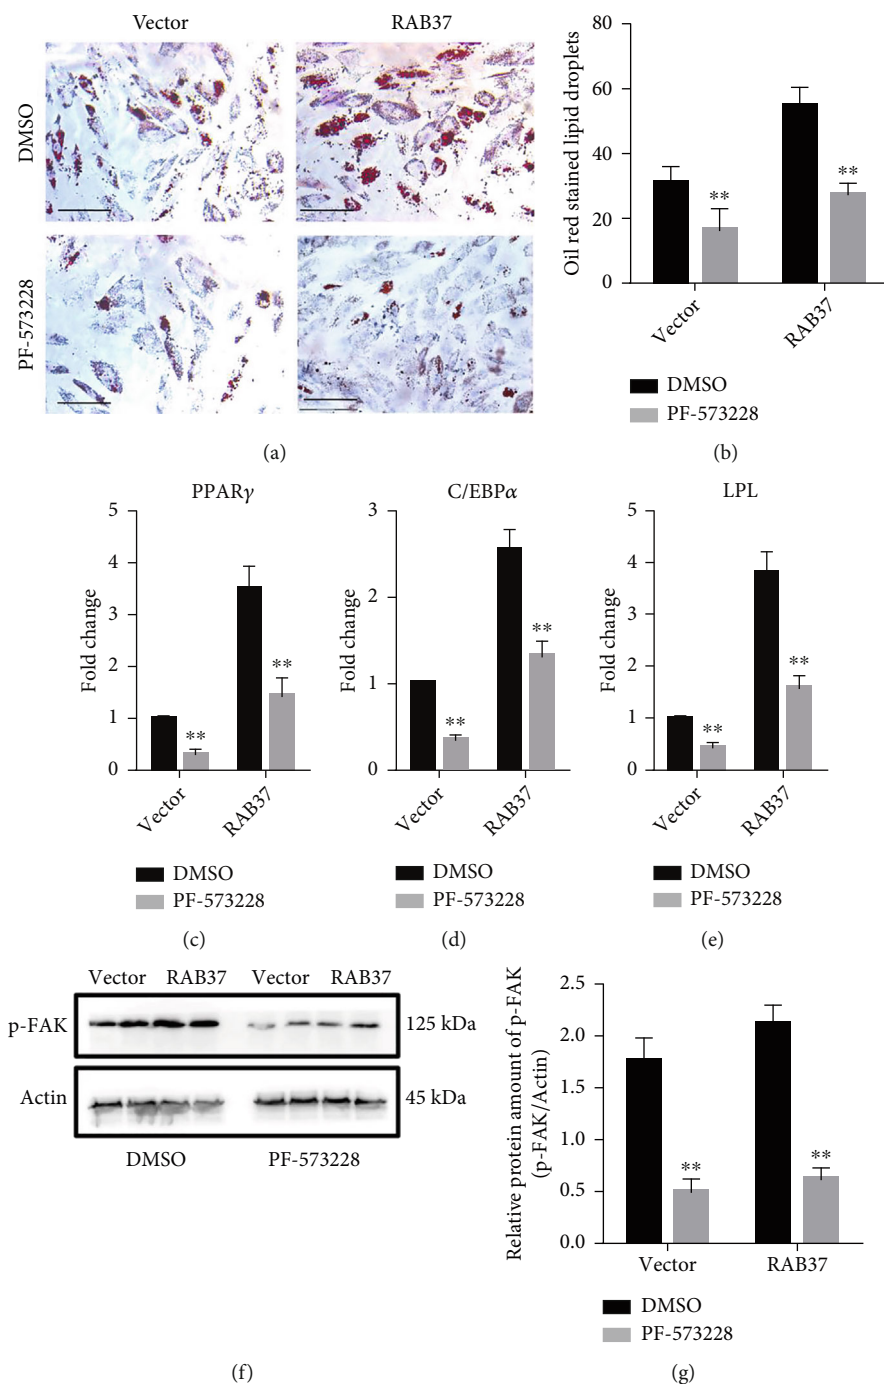 Vector RAB37
DMSO
PF-573228
(a)
Oil red stained lipid droplets
80
60
40
20
0
**
**
Vector
RAB37
DMSO
PF-573228
(b)
PPARγ
Fold change
5
4
3
2
1
0
**
**
Vector
RAB37
DMSO
PF-573228
(c)
C/EBPα
Fold change
3
2
1
0
**
**
Vector
RAB37
DMSO
PF-573228
(d)
LPL
Fold change
5
4
3
2
1
0
**
**
Vector
RAB37
DMSO
PF-573228
(e)
Vector RAB37 Vector RAB37
p-FAK 125 kDa
Actin 45 kDa
DMSO PF-573228
(f)
Relative protein amount of p-FAK
(p-FAK/Actin)
2.5
2.0
1.5
1.0
0.5
0.0
**
**
Vector RAB37
DMSO
PF-573228
(g)